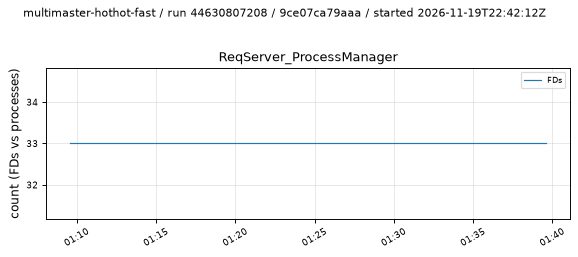 multimaster-hothot-fast / run 44630807208 / 9ce07ca79aaa / started 2026-11-19T22:42:12Z
ReqServer_ProcessManager
count (FDs vs processes)
FDs
34
33
32
01:10
01:15
01:20
01:25
01:30
01:35
01:40